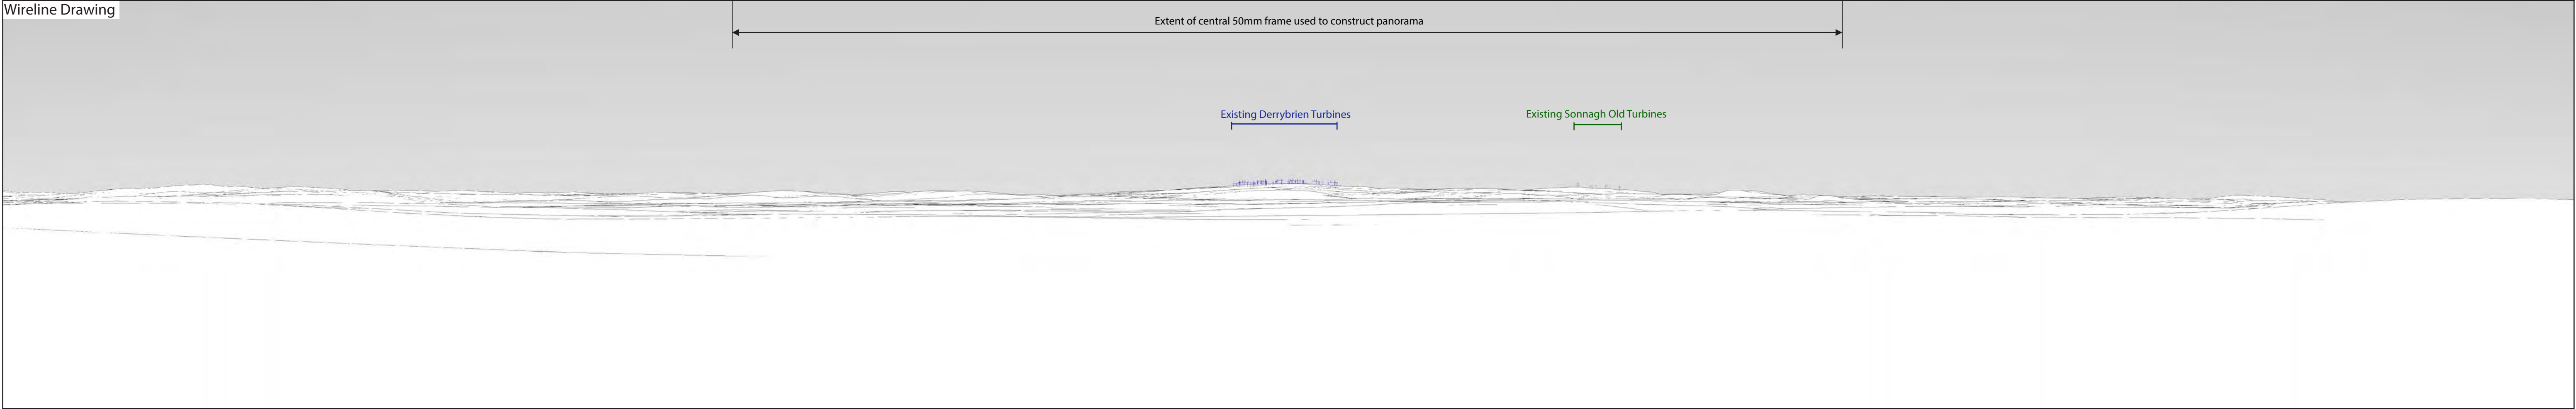 Wireline Drawing
Extent of central 50mm frame used to construct panorama
Existing Derrybrien Turbines
Existing Sonnagh Old Turbines